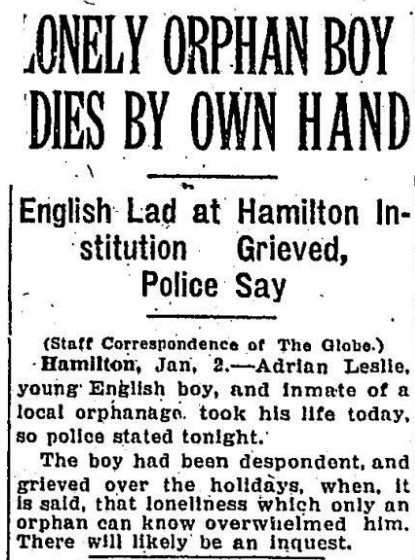 LONELY ORPHAN BOY
DIES BY OWN HAND
English Lad at Hamilton In-
stitution Grieved,
Police Say
(Staff Correspondence of The Globe.)
Hamilton, Jan, 2.—Adrian Leslie,
young English boy, and inmate of a
local orphanage. took his life today,
so police stated tonight.
The boy had been despondent, and
grieved over the holidays, when, it
is said, that loneliness which only an
orphan can know overwhelmed him.
There will likely be an inquest.